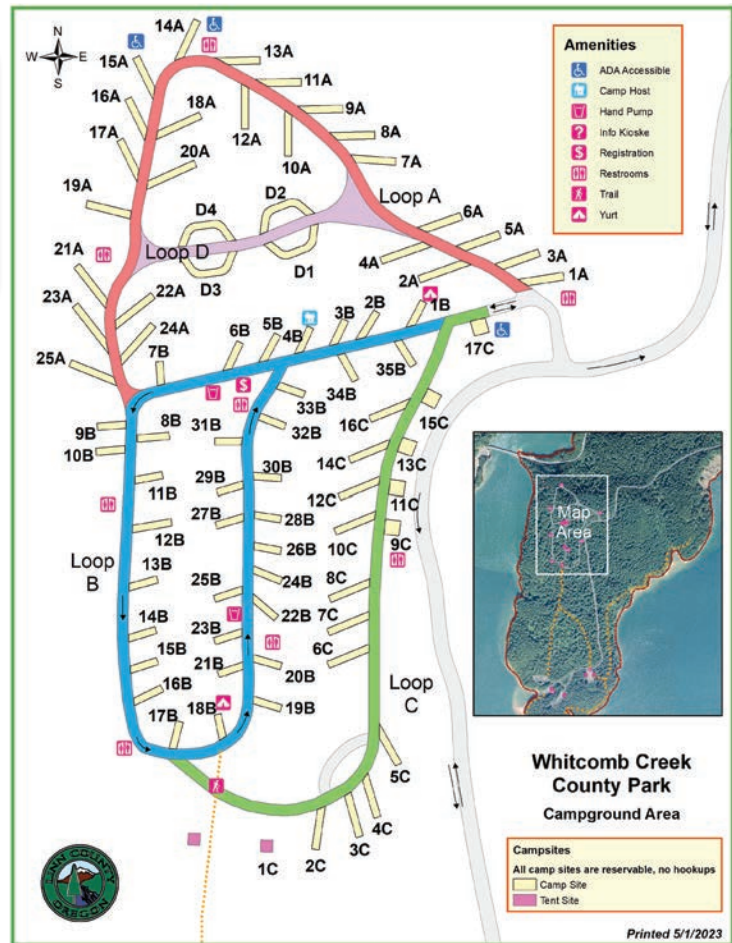 N
W E
S
Amenities
ADA Accessible
Camp Host
Hand Pump
? Info Kioske
$ Registration
Restrooms
Trail
Yurt
14A
15A
13A
16A
11A
18A
9A
17A
12A
8A
20A
10A
7A
19A
D2
D4
Loop A
6A
Loop D
5A
21A
D3
D1
4A
3A
2A
1A
23A
22A
24A
25A
7B
6B
5B
4B
3B
2B
1B
17C
35B
34B
33B
$
9B
8B
31B
32B
16C
15C
10B
14C
13C
11B
29B
30B
12C
11C
27B
28B
12B
10C
9C
26B
13B
Loop
B
25B
24B
8C
14B
23B
22B
7C
15B
21B
20B
6C
16B
18B
19B
Loop
C
17B
5C
4C
1C
2C
3C
Map
Area
Whitcomb Creek
County Park
Campground Area
Campsites
All camp sites are reservable, no hookups
Camp Site
Tent Site
LINN COUNTY
OREGON
Printed 5/1/2023